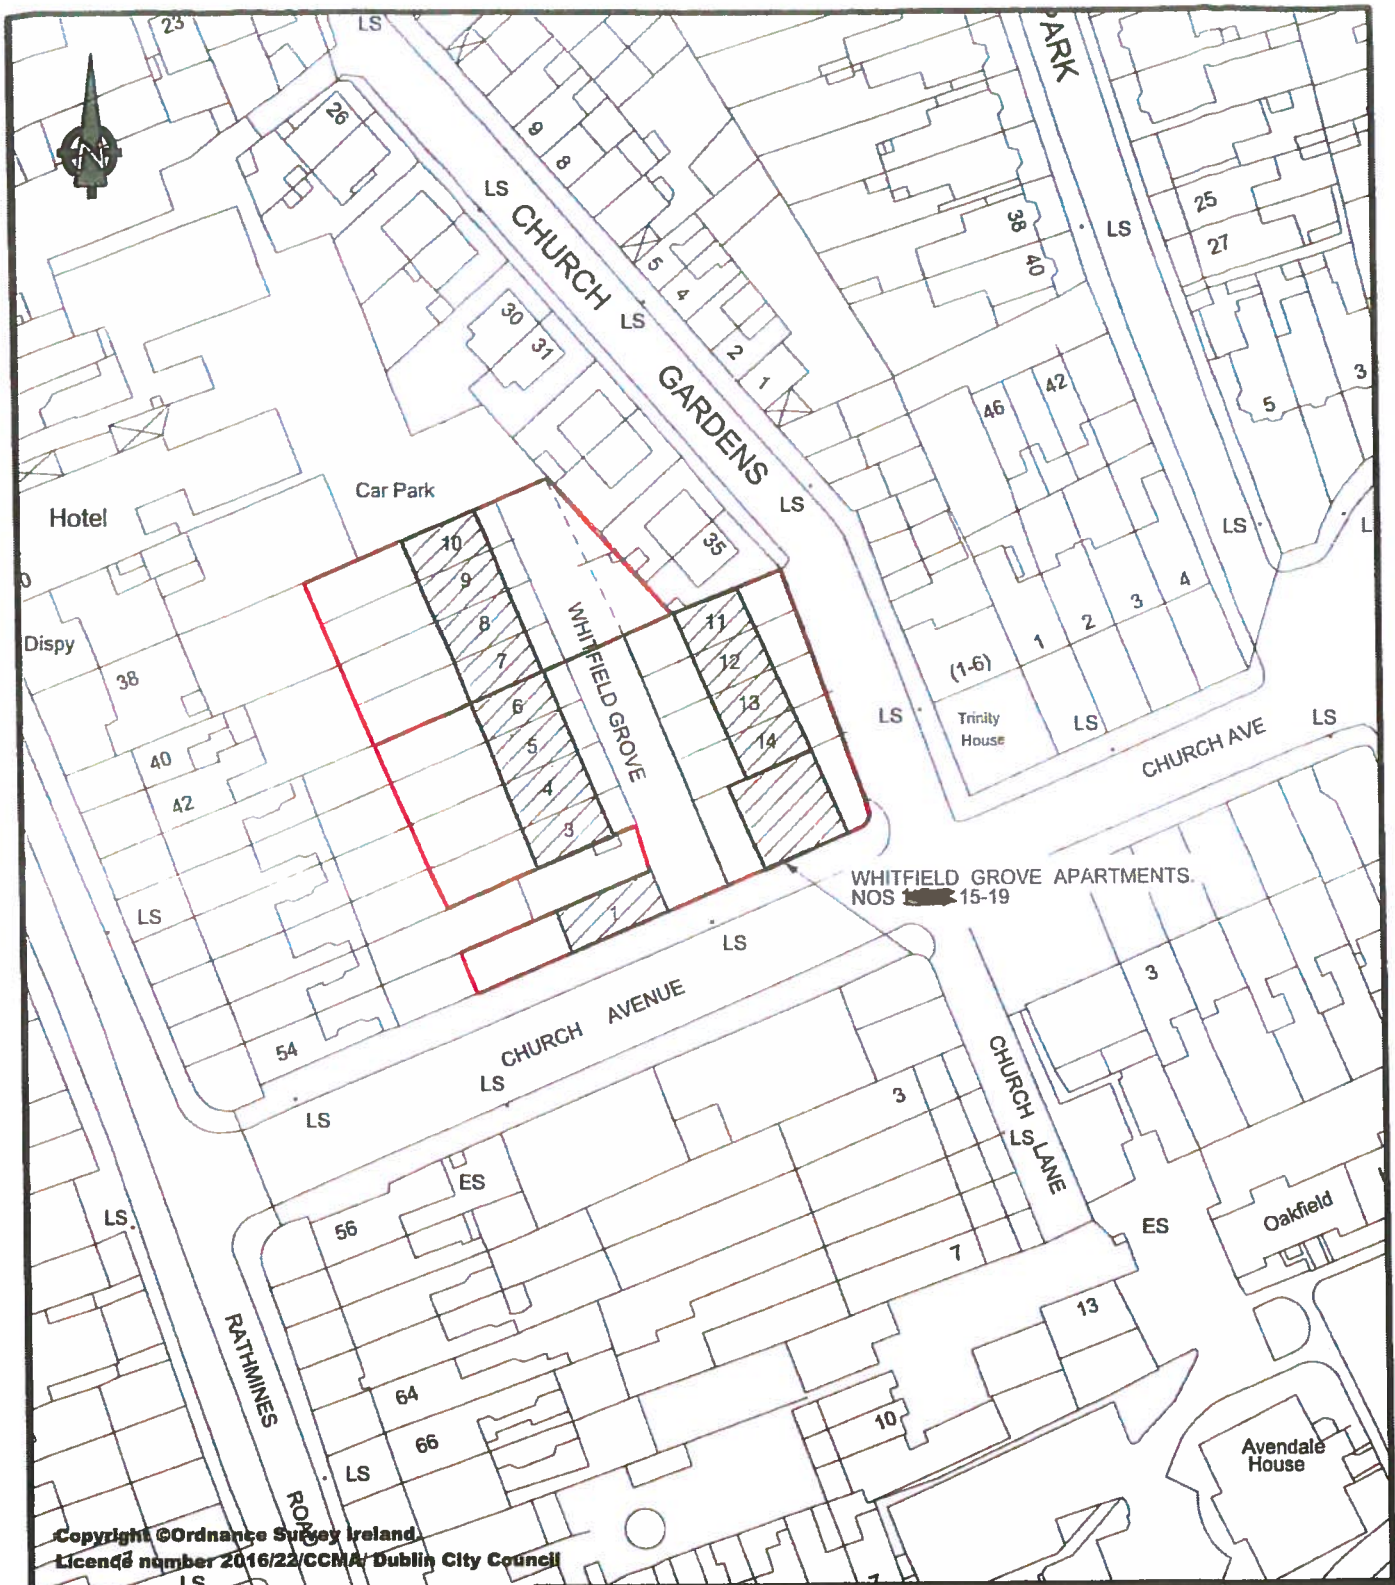 23
LS
PARK
N
26
9
8
LS
CHURCH GARDENS
38
40
LS
25
27
5
4
LS
30
31
2
1
42
46
5
3
Car Park
Hotel
LS
LS
L
10
35
9
Dispy
8
WHITFIELD GROVE
11
4
3
2
1
7
12
(1-6)
38
6
13
LS
Trinity
House
LS
LS
5
14
CHURCH AVE
40
4
42
3
WHITFIELD GROVE APARTMENTS.
NOS 15-19
LS
1
LS
3
CHURCH AVENUE
54
CHURCH LANE
LS
3
LS
LS
ES
LS
56
7
ES
Oakfield
13
RATHMINES ROAD
64
10
66
Avendale
House
LS
Copyright ©Ordnance Survey Ireland.
Licence number 2016/22/CCMA/ Dublin City Council
LS
7